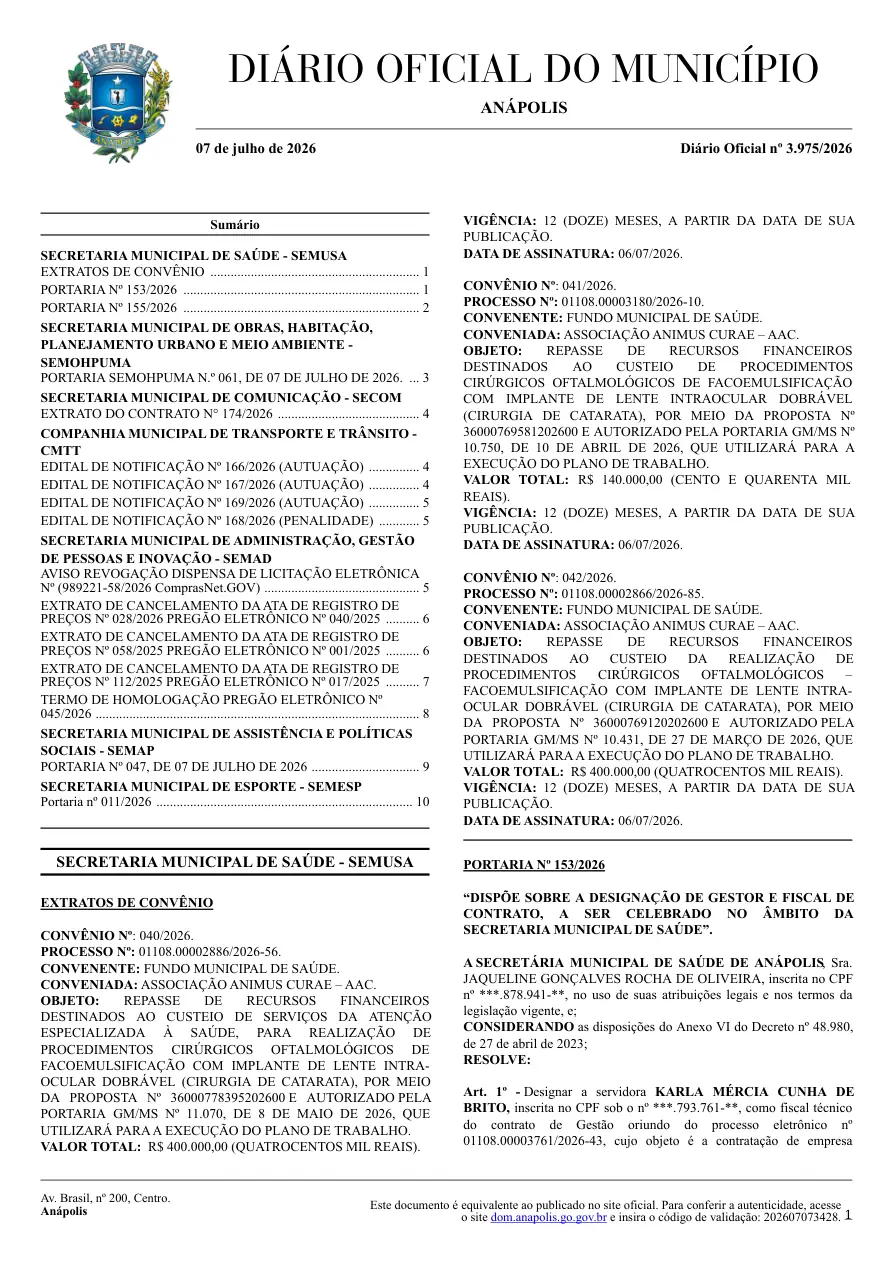 DIÁRIO OFICIAL DO MUNICÍPIO
ANÁPOLIS
07 de julho de 2026
Diário Oficial nº 3.975/2026
ANÁPOLIS
Sumário
SECRETARIA MUNICIPAL DE SAÚDE - SEMUSA
EXTRATOS DE CONVÊNIO .............................................................. 1
PORTARIA Nº 153/2026 ...................................................................... 1
PORTARIA Nº 155/2026 ...................................................................... 2
SECRETARIA MUNICIPAL DE OBRAS, HABITAÇÃO,
PLANEJAMENTO URBANO E MEIO AMBIENTE -
SEMOHPUMA
PORTARIA SEMOHPUMA N.º 061, DE 07 DE JULHO DE 2026. ... 3
SECRETARIA MUNICIPAL DE COMUNICAÇÃO - SECOM
EXTRATO DO CONTRATO N° 174/2026 .......................................... 4
COMPANHIA MUNICIPAL DE TRANSPORTE E TRÂNSITO -
CMTT
EDITAL DE NOTIFICAÇÃO Nº 166/2026 (AUTUAÇÃO) ............... 4
EDITAL DE NOTIFICAÇÃO Nº 167/2026 (AUTUAÇÃO) ............... 4
EDITAL DE NOTIFICAÇÃO Nº 169/2026 (AUTUAÇÃO) ............... 5
EDITAL DE NOTIFICAÇÃO Nº 168/2026 (PENALIDADE) ............ 5
SECRETARIA MUNICIPAL DE ADMINISTRAÇÃO, GESTÃO
DE PESSOAS E INOVAÇÃO - SEMAD
AVISO REVOGAÇÃO DISPENSA DE LICITAÇÃO ELETRÔNICA
Nº (989221-58/2026 ComprasNet.GOV) .............................................. 5
EXTRATO DE CANCELAMENTO DA ATA DE REGISTRO DE
PREÇOS Nº 028/2026 PREGÃO ELETRÔNICO Nº 040/2025 .......... 6
EXTRATO DE CANCELAMENTO DA ATA DE REGISTRO DE
PREÇOS Nº 058/2025 PREGÃO ELETRÔNICO Nº 001/2025 .......... 6
EXTRATO DE CANCELAMENTO DA ATA DE REGISTRO DE
PREÇOS Nº 112/2025 PREGÃO ELETRÔNICO Nº 017/2025 .......... 7
TERMO DE HOMOLOGAÇÃO PREGÃO ELETRÔNICO Nº
045/2026 ................................................................................................ 8
SECRETARIA MUNICIPAL DE ASSISTÊNCIA E POLÍTICAS
SOCIAIS - SEMAP
PORTARIA Nº 047, DE 07 DE JULHO DE 2026 ................................ 9
SECRETARIA MUNICIPAL DE ESPORTE - SEMESP
Portaria nº 011/2026 ............................................................................ 10
SECRETARIA MUNICIPAL DE SAÚDE - SEMUSA
EXTRATOS DE CONVÊNIO
CONVÊNIO Nº: 040/2026.
PROCESSO Nº: 01108.00002886/2026-56.
CONVENENTE: FUNDO MUNICIPAL DE SAÚDE.
CONVENIADA: ASSOCIAÇÃO ANIMUS CURAE – AAC.
OBJETO: REPASSE DE RECURSOS FINANCEIROS
DESTINADOS AO CUSTEIO DE SERVIÇOS DA ATENÇÃO
ESPECIALIZADA À SAÚDE, PARA REALIZAÇÃO DE
PROCEDIMENTOS CIRÚRGICOS OFTALMOLÓGICOS DE
FACOEMULSIFICAÇÃO COM IMPLANTE DE LENTE INTRA-
OCULAR DOBRÁVEL (CIRURGIA DE CATARATA), POR MEIO
DA PROPOSTA Nº 36000778395202600 E AUTORIZADO PELA
PORTARIA GM/MS Nº 11.070, DE 8 DE MAIO DE 2026, QUE
UTILIZARÁ PARA A EXECUÇÃO DO PLANO DE TRABALHO.
VALOR TOTAL: R$ 400.000,00 (QUATROCENTOS MIL REAIS).
VIGÊNCIA: 12 (DOZE) MESES, A PARTIR DA DATA DE SUA
PUBLICAÇÃO.
DATA DE ASSINATURA: 06/07/2026.
CONVÊNIO Nº: 041/2026.
PROCESSO Nº: 01108.00003180/2026-10.
CONVENENTE: FUNDO MUNICIPAL DE SAÚDE.
CONVENIADA: ASSOCIAÇÃO ANIMUS CURAE – AAC.
OBJETO: REPASSE DE RECURSOS FINANCEIROS
DESTINADOS AO CUSTEIO DE PROCEDIMENTOS
CIRÚRGICOS OFTALMOLÓGICOS DE FACOEMULSIFICAÇÃO
COM IMPLANTE DE LENTE INTRAOCULAR DOBRÁVEL
(CIRURGIA DE CATARATA), POR MEIO DA PROPOSTA Nº
36000769581202600 E AUTORIZADO PELA PORTARIA GM/MS Nº
10.750, DE 10 DE ABRIL DE 2026, QUE UTILIZARÁ PARA A
EXECUÇÃO DO PLANO DE TRABALHO.
VALOR TOTAL: R$ 140.000,00 (CENTO E QUARENTA MIL
REAIS).
VIGÊNCIA: 12 (DOZE) MESES, A PARTIR DA DATA DE SUA
PUBLICAÇÃO.
DATA DE ASSINATURA: 06/07/2026.
CONVÊNIO Nº: 042/2026.
PROCESSO Nº: 01108.00002866/2026-85.
CONVENENTE: FUNDO MUNICIPAL DE SAÚDE.
CONVENIADA: ASSOCIAÇÃO ANIMUS CURAE – AAC.
OBJETO: REPASSE DE RECURSOS FINANCEIROS
DESTINADOS AO CUSTEIO DA REALIZAÇÃO DE
PROCEDIMENTOS CIRÚRGICOS OFTALMOLÓGICOS –
FACOEMULSIFICAÇÃO COM IMPLANTE DE LENTE INTRA-
OCULAR DOBRÁVEL (CIRURGIA DE CATARATA), POR MEIO
DA PROPOSTA Nº 36000769120202600 E AUTORIZADO PELA
PORTARIA GM/MS Nº 10.431, DE 27 DE MARÇO DE 2026, QUE
UTILIZARÁ PARA A EXECUÇÃO DO PLANO DE TRABALHO.
VALOR TOTAL: R$ 400.000,00 (QUATROCENTOS MIL REAIS).
VIGÊNCIA: 12 (DOZE) MESES, A PARTIR DA DATA DE SUA
PUBLICAÇÃO.
DATA DE ASSINATURA: 06/07/2026.
PORTARIA Nº 153/2026
“DISPÕE SOBRE A DESIGNAÇÃO DE GESTOR E FISCAL DE
CONTRATO, A SER CELEBRADO NO ÂMBITO DA
SECRETARIA MUNICIPAL DE SAÚDE”.
A SECRETÁRIA MUNICIPAL DE SAÚDE DE ANÁPOLIS, Sra.
JAQUELINE GONÇALVES ROCHA DE OLIVEIRA, inscrita no CPF
nº ***.878.941-**, no uso de suas atribuições legais e nos termos da
legislação vigente, e;
CONSIDERANDO as disposições do Anexo VI do Decreto nº 48.980,
de 27 de abril de 2023;
RESOLVE:
Art. 1º - Designar a servidora KARLA MÉRCIA CUNHA DE
BRITO, inscrita no CPF sob o nº ***.793.761-**, como fiscal técnico
do contrato de Gestão oriundo do processo eletrônico nº
01108.00003761/2026-43, cujo objeto é a contratação de empresa
Av. Brasil, nº 200, Centro.
Anápolis
Este documento é equivalente ao publicado no site oficial. Para conferir a autenticidade, acesse
o site dom.anapolis.go.gov.br e insira o código de validação: 202607073428. 1